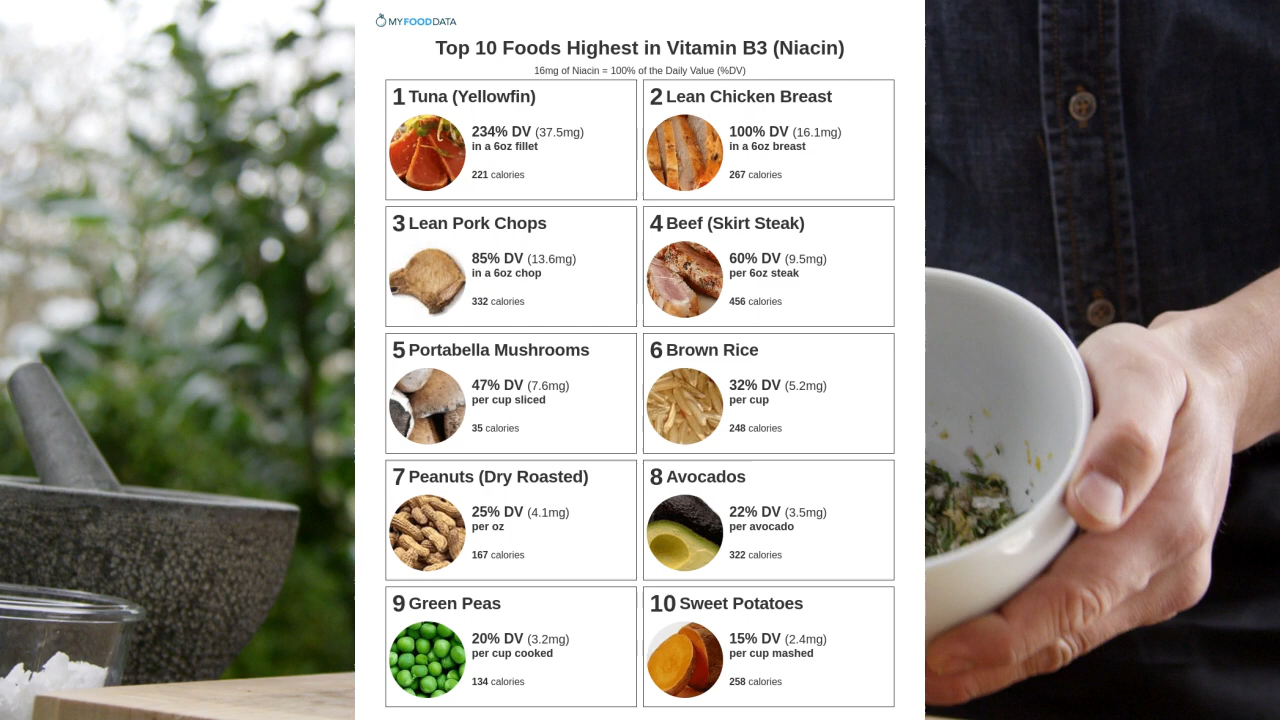 MYFOODDATA
Top 10 Foods Highest in Vitamin B3 (Niacin)
16mg of Niacin = 100% of the Daily Value (%DV)
1 Tuna (Yellowfin)
234% DV (37.5mg)
in a 6oz fillet
221 calories
2 Lean Chicken Breast
100% DV (16.1mg)
in a 6oz breast
267 calories
3 Lean Pork Chops
85% DV (13.6mg)
in a 6oz chop
332 calories
4 Beef (Skirt Steak)
60% DV (9.5mg)
per 6oz steak
456 calories
5 Portabella Mushrooms
47% DV (7.6mg)
per cup sliced
35 calories
6 Brown Rice
32% DV (5.2mg)
per cup
248 calories
7 Peanuts (Dry Roasted)
25% DV (4.1mg)
per oz
167 calories
8 Avocados
22% DV (3.5mg)
per avocado
322 calories
9 Green Peas
20% DV (3.2mg)
per cup cooked
134 calories
10 Sweet Potatoes
15% DV (2.4mg)
per cup mashed
258 calories